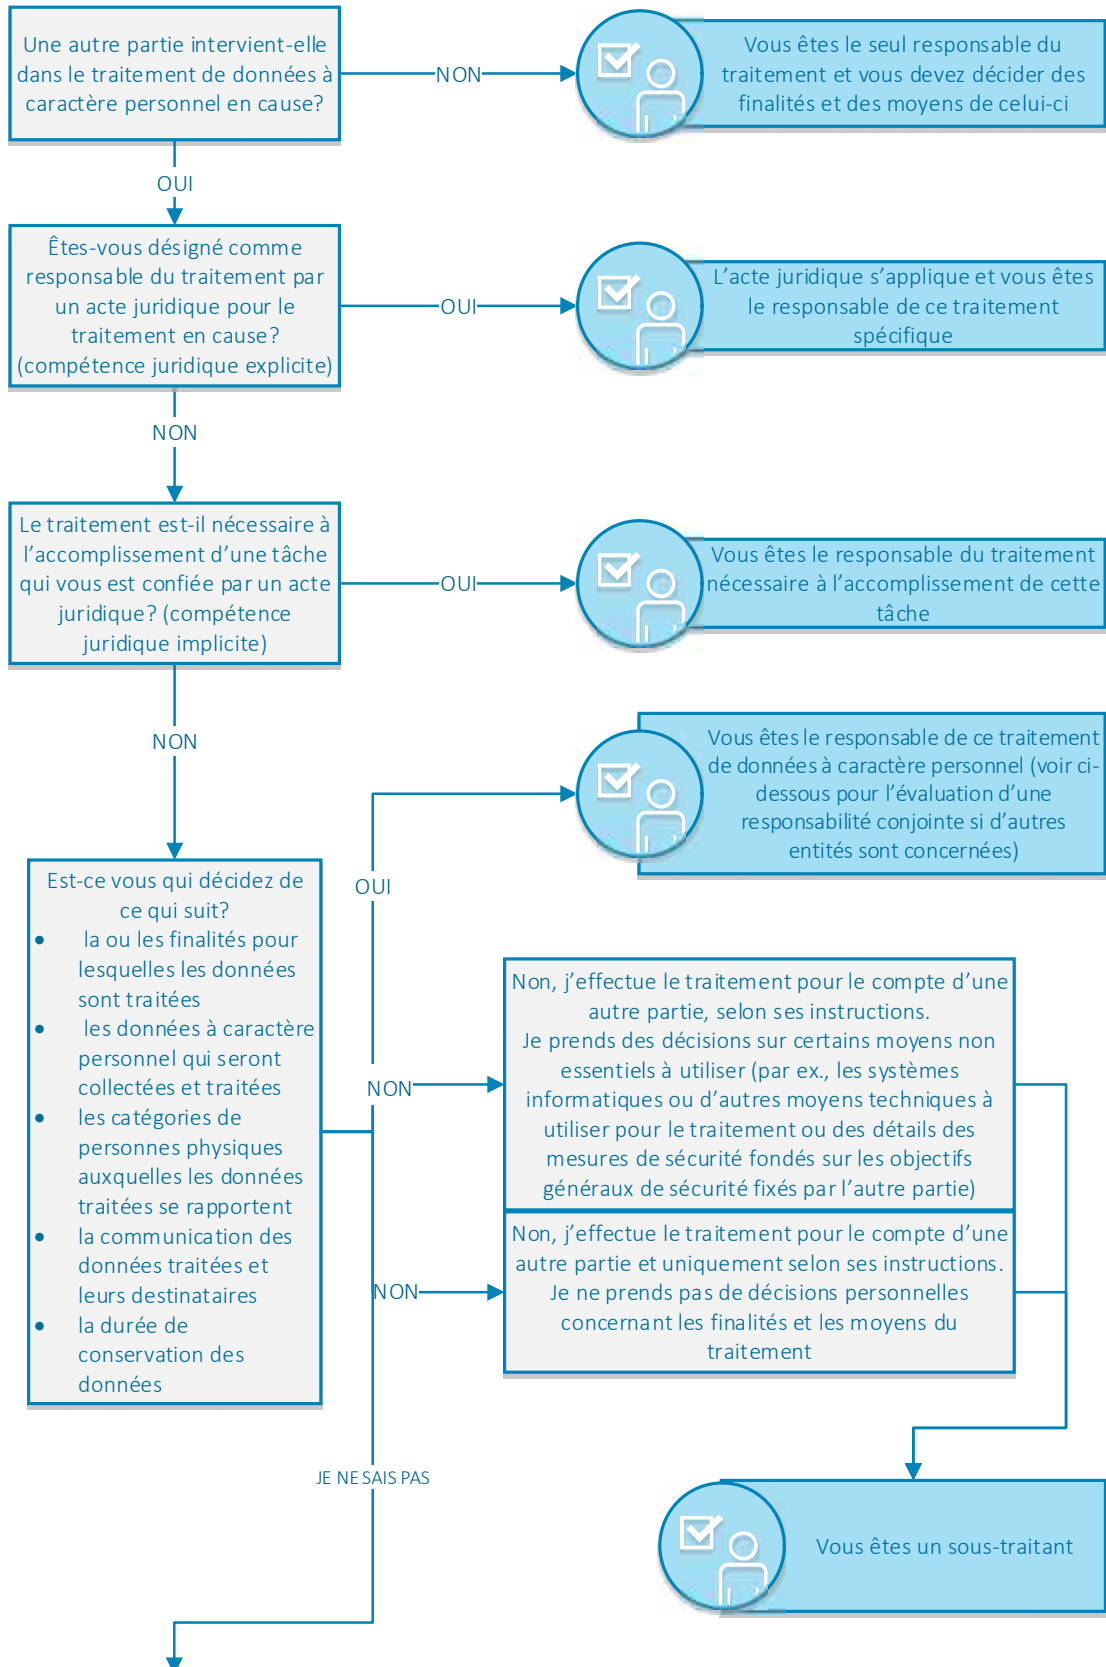 Une autre partie intervient-elle
dans le traitement de données à
caractère personnel en cause?
NON
Vous êtes le seul responsable du
traitement et vous devez décider des
finalités et des moyens de celui-ci
OUI
Êtes-vous désigné comme
responsable du traitement par
un acte juridique pour le
traitement en cause?
(compétence juridique explicite)
OUI
L’acte juridique s’applique et vous êtes
le responsable de ce traitement
spécifique
NON
Le traitement est-il nécessaire à
l’accomplissement d’une tâche
qui vous est confiée par un acte
juridique? (compétence
juridique implicite)
OUI
Vous êtes le responsable du traitement
nécessaire à l’accomplissement de cette
tâche
NON
Vous êtes le responsable de ce traitement
de données à caractère personnel (voir ci-
dessous pour l’évaluation d’une
responsabilité conjointe si d’autres
entités sont concernées)
Est-ce vous qui décidez de
ce qui suit?
• la ou les finalités pour
lesquelles les données
sont traitées
• les données à caractère
personnel qui seront
collectées et traitées
• les catégories de
personnes physiques
auxquelles les données
traitées se rapportent
• la communication des
données traitées et
leurs destinataires
• la durée de
conservation des
données
OUI
NON
Non, j’effectue le traitement pour le compte d’une
autre partie, selon ses instructions.
Je prends des décisions sur certains moyens non
essentiels à utiliser (par ex., les systèmes
informatiques ou d’autres moyens techniques à
utiliser pour le traitement ou des détails des
mesures de sécurité fondés sur les objectifs
généraux de sécurité fixés par l’autre partie)
NON
Non, j’effectue le traitement pour le compte d’une
autre partie et uniquement selon ses instructions.
Je ne prends pas de décisions personnelles
concernant les finalités et les moyens du
traitement
JE NE SAIS PAS
Vous êtes un sous-traitant